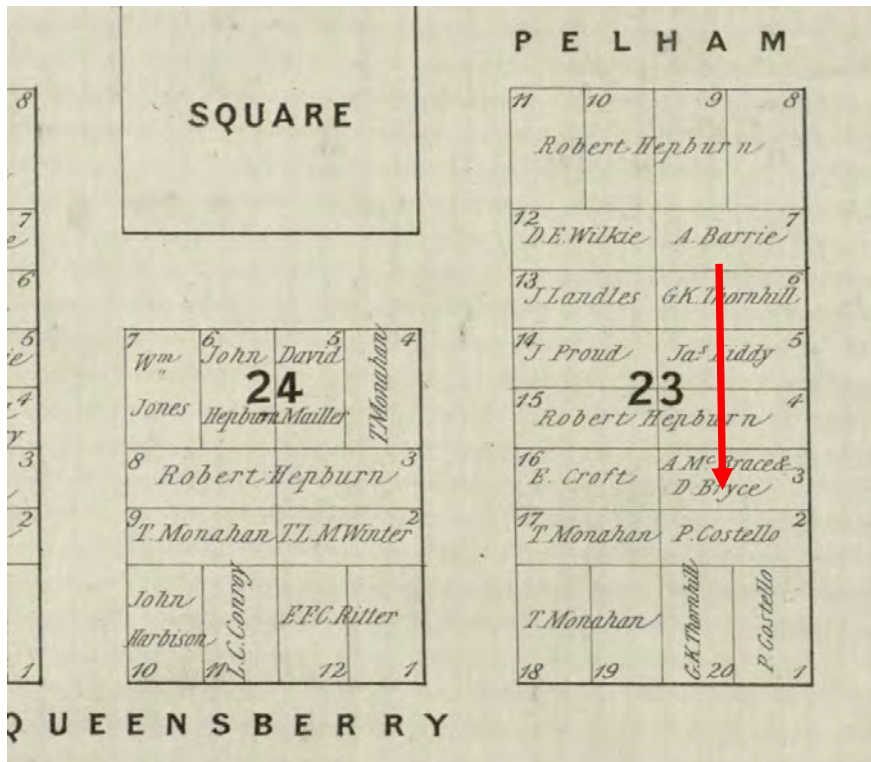 PELHAM
SQUARE
8
7
6
5
4
3
2
1
11 10 9 8
Robert Hepburn
12 7
D.E. Wilkie A. Barrie
13 6
J Landles G.K. Thornhill
14 5
J Proud Jas. Liddy
23
15 4
Robert Hepburn
16 3
E. Croft A. McGrace &
D. Bryce
17 2
T Monahan P. Costello
T. Monahan
G.K. Thornhill
P. Costello
18 19 20 1
7 6 5 4
Wm John David
T. Monahan
24
Jones Hepburn Mailler
8 3
Robert Hepburn
9 2
T. Monahan T.L.M. Winter
John
Harbison
L.C. Conroy
E.F.C. Ritter
10 11 12 1
QUEENSBERRY